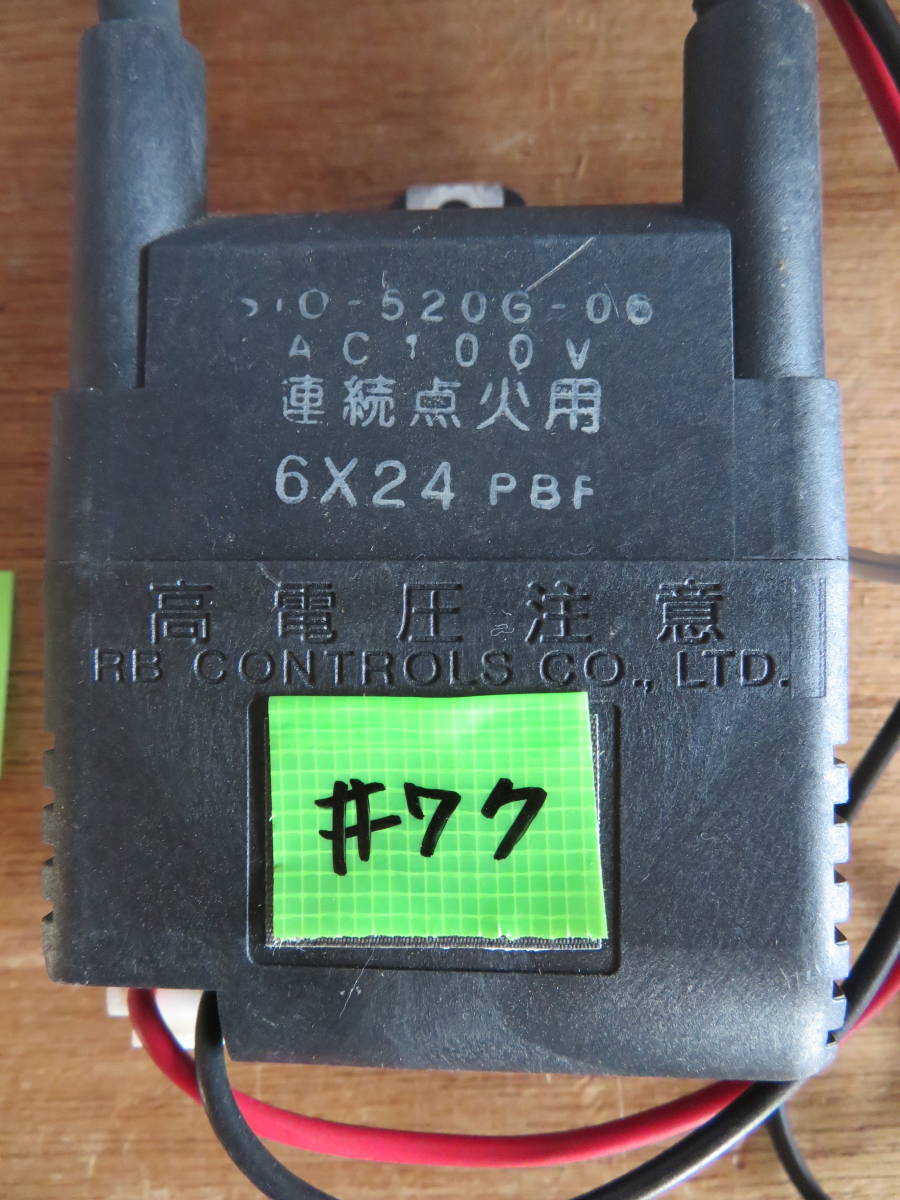 SIO-520G-06
AC100V
連続点火用
6X24 PBF
高電圧注意
RB CONTROLS CO., LTD.
#77